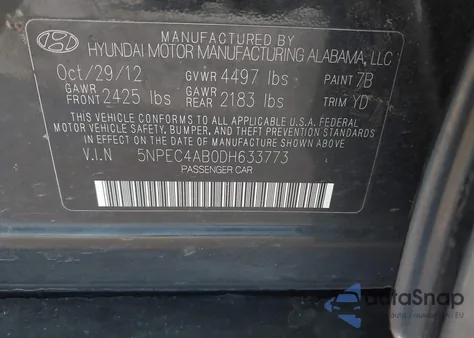 MANUFACTURED BY
HYUNDAI MOTOR MANUFACTURING ALABAMA, LLC
Oct/29/12 GVWR 4497 lbs PAINT 7B
GAWR FRONT 2425 lbs GAWR REAR 2183 lbs TRIM YD
THIS VEHICLE CONFORMS TO ALL APPLICABLE U.S.A FEDERAL
MOTOR VEHICLE SAFETY, BUMPER, AND THEFT PREVENTION STANDARDS
IN EFFECT ON THE DATE OF MANUFACTURE SHOWN ABOVE.
V.I.N 5NPEC4AB0DH633773
PASSENGER CAR
AutoSnap